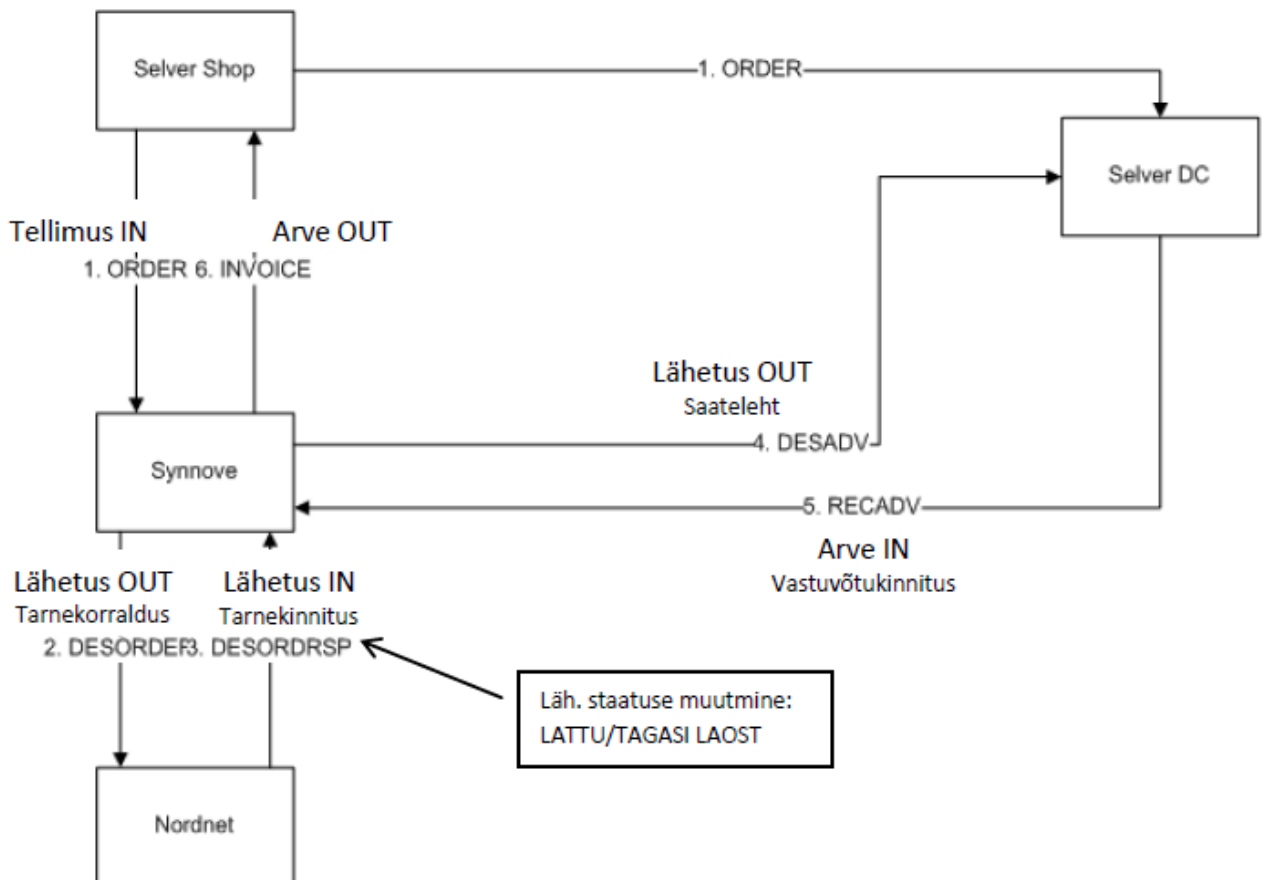 Selver Shop
1. ORDER
Selver DC
Tellimus IN
Arve OUT
1. ORDER 6. INVOICE
Lähetus OUT
Saateleht
4. DESADV
Synnove
5. RECADV
Arve IN
Vastuvõtukinnitus
Lähetus OUT
Tarnekorraldus
Lähetus IN
Tarnekinnitus
2. DESORDER
3. DESORDRSP
Läh. staatuse muutmine:
LATTU/TAGASI LAOST
Nordnet